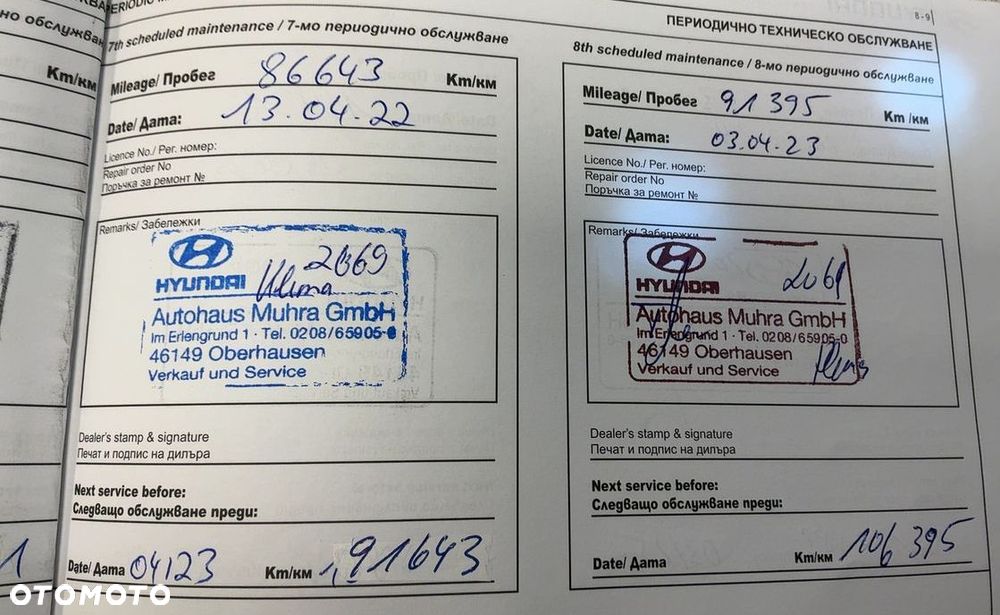 8-9
ПЕРИОДИЧНО ТЕХНИЧЕСКО ОБСЛУЖВАНЕ
Km/км
7th scheduled maintenance / 7-мо периодично обслужване
Mileage/ Пробег 86643 Km/км
Date/ Дата: 13.04.22
Licence No./ Рег. номер:
Repair order No
Поръчка за ремонт №
Remarks/ Забележки
HYUNDAI
Klima
Autohaus Muhra GmbH
Im Erlengrund 1 · Tel. 0208/65905-0
46149 Oberhausen
Verkauf und Service
Dealer's stamp & signature
Печат и подпис на дилъра
Next service before:
Следващо обслужване преди:
Date/ Дата 04/23 Km/км 91643
8th scheduled maintenance / 8-мо периодично обслужване
Mileage/ Пробег 91395 Km /км
Date/ Дата: 03.04.23
Licence No./ Рег. номер:
Repair order No
Поръчка за ремонт №
Remarks/ Забележки
HYUNDAI
Autohaus Muhra GmbH
Im Erlengrund 1 · Tel. 0208/65905-0
46149 Oberhausen
Verkauf und Service
Dealer's stamp & signature
Печат и подпис на дилъра
Next service before:
Следващо обслужване преди:
Date/ Дата Km/км 106395
OTOMOTO